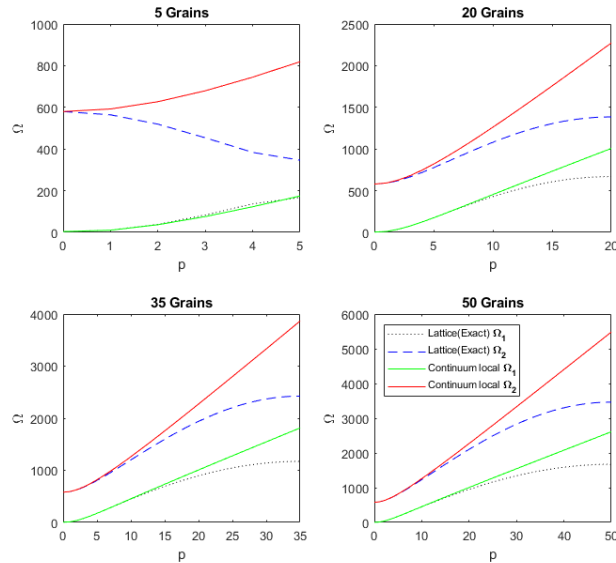 5 Grains
1000
800
600
400
200
0
Ω
0 1 2 3 4 5
p
20 Grains
2500
2000
1500
1000
500
0
Ω
0 5 10 15 20
p
35 Grains
4000
3000
2000
1000
0
Ω
0 5 10 15 20 25 30 35
p
50 Grains
6000
5000
4000
3000
2000
1000
0
Ω
Lattice(Exact) Ω₁
Lattice(Exact) Ω₂
Continuum local Ω₁
Continuum local Ω₂
0 10 20 30 40 50
p